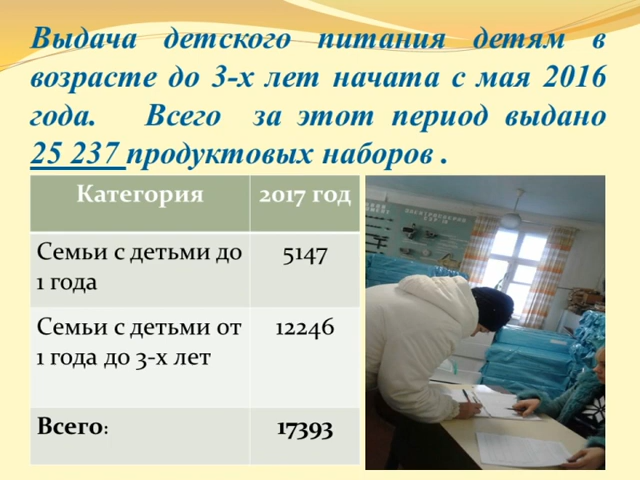 Выдача детского питания детям в
возрасте до 3-х лет начата с мая 2016
года. Всего за этот период выдано
25 237 продуктовых наборов .
Категория 2017 год
Семьи с детьми до 5147
1 года
Семьи с детьми от 12246
1 года до 3-х лет
Всего: 17393